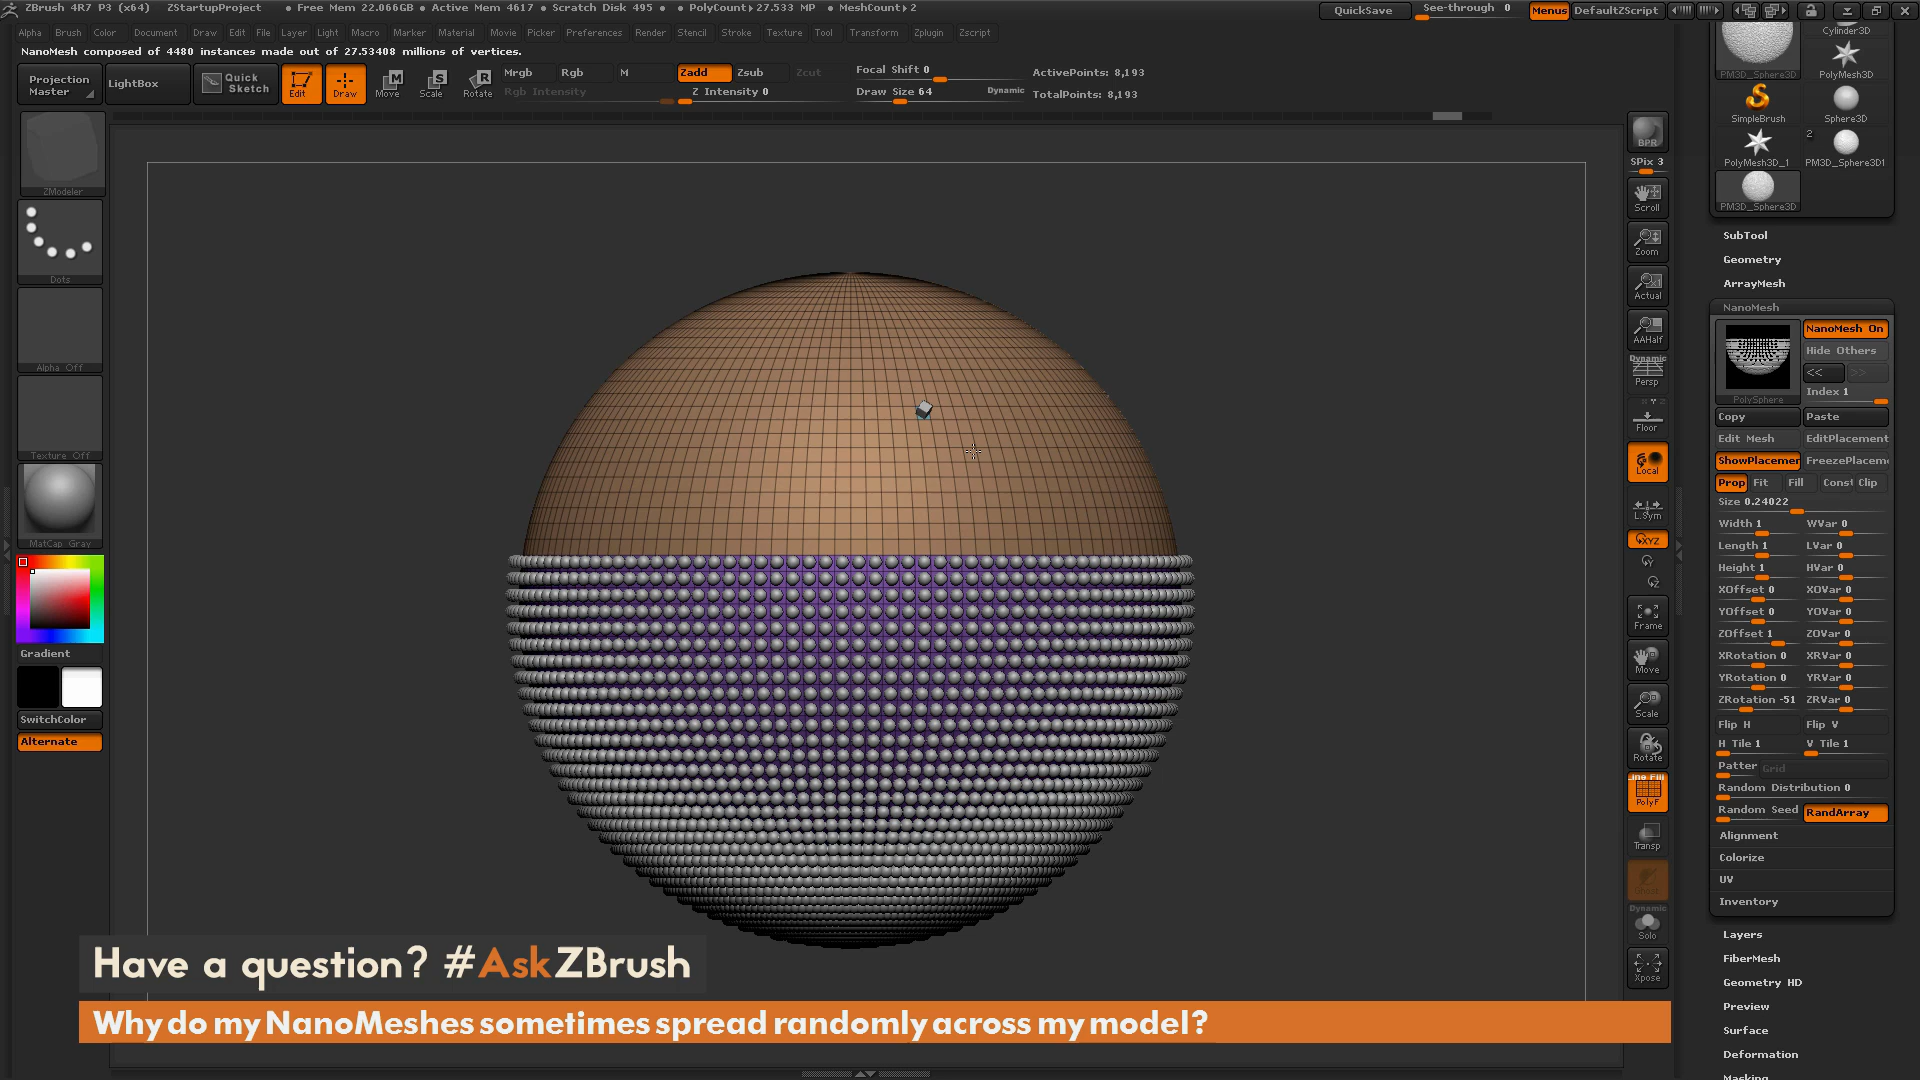 ZBrush 4R7 P3 (x64) ZStartupProject • Free Mem 22.066GB • Active Mem 4617 • Scratch Disk 495 • • PolyCount▸27.533 MP • MeshCount▸2 QuickSave See-through 0 Menus DefaultZScript
Alpha Brush Color Document Draw Edit File Layer Light Macro Marker Material Movie Picker Preferences Render Stencil Stroke Texture Tool Transform Zplugin Zscript
NanoMesh composed of 4480 instances made out of 27.53408 millions of vertices.
Projection Master
LightBox
Quick Sketch
Edit
Draw
Move
Scale
Rotate
Mrgb Rgb M Zadd Zsub Zcut
Rgb Intensity Z Intensity 0
Focal Shift 0
Draw Size 64 Dynamic
ActivePoints: 8,193
TotalPoints: 8,193
ZModeler
Dots
Alpha Off
Texture Off
MatCap Gray
Gradient
SwitchColor
Alternate
BPR
SPix 3
Scroll
Zoom
Actual
AAHalf
Dynamic
Persp
Floor
Local
L.Sym
XYZ
Y
Z
Frame
Move
Scale
Rotate
PolyF
Transp
Ghost
Dynamic
Solo
Xpose
Cylinder3D
PM3D_Sphere3D PolyMesh3D
SimpleBrush Sphere3D
2
PolyMesh3D_1 PM3D_Sphere3D1
PM3D_Sphere3D
SubTool
Geometry
ArrayMesh
NanoMesh
NanoMesh On
Hide Others
<< >>
Index 1
PolySphere
Copy Paste
Edit Mesh EditPlacement
ShowPlacemen FreezePlacem
Prop Fit Fill Const Clip
Size 0.24022
Width 1 WVar 0
Length 1 LVar 0
Height 1 HVar 0
XOffset 0 XOVar 0
YOffset 0 YOVar 0
ZOffset 1 ZOVar 0
XRotation 0 XRVar 0
YRotation 0 YRVar 0
ZRotation -51 ZRVar 0
Flip H Flip V
H Tile 1 V Tile 1
Patter Grid
Random Distribution 0
Random Seed RandArray
Alignment
Colorize
UV
Inventory
Layers
FiberMesh
Geometry HD
Preview
Surface
Deformation
Masking
Have a question? #AskZBrush
Why do my NanoMeshes sometimes spread randomly across my model?